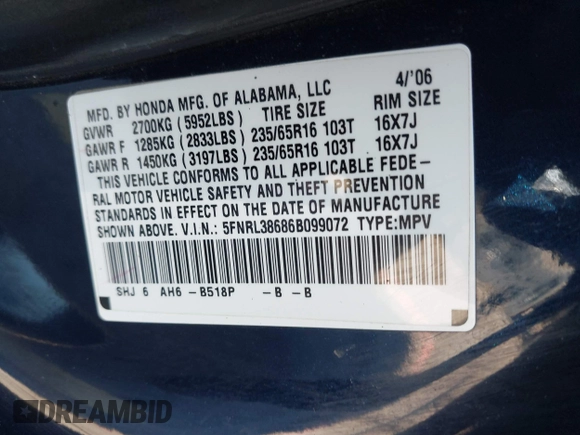 MFD. BY HONDA MFG. OF ALABAMA, LLC 4/'06
GVWR 2700KG (5952LBS) TIRE SIZE RIM SIZE
GAWR F 1285KG (2833LBS) 235/65R16 103T 16X7J
GAWR R 1450KG (3197LBS) 235/65R16 103T 16X7J
THIS VEHICLE CONFORMS TO ALL APPLICABLE FEDE-
RAL MOTOR VEHICLE SAFETY AND THEFT PREVENTION
STANDARDS IN EFFECT ON THE DATE OF MANUFACTURE
SHOWN ABOVE. V.I.N.: 5FNRL38686B099072 TYPE:MPV
SHJ 6 AH6 - B518P - B - B
DREAMBID